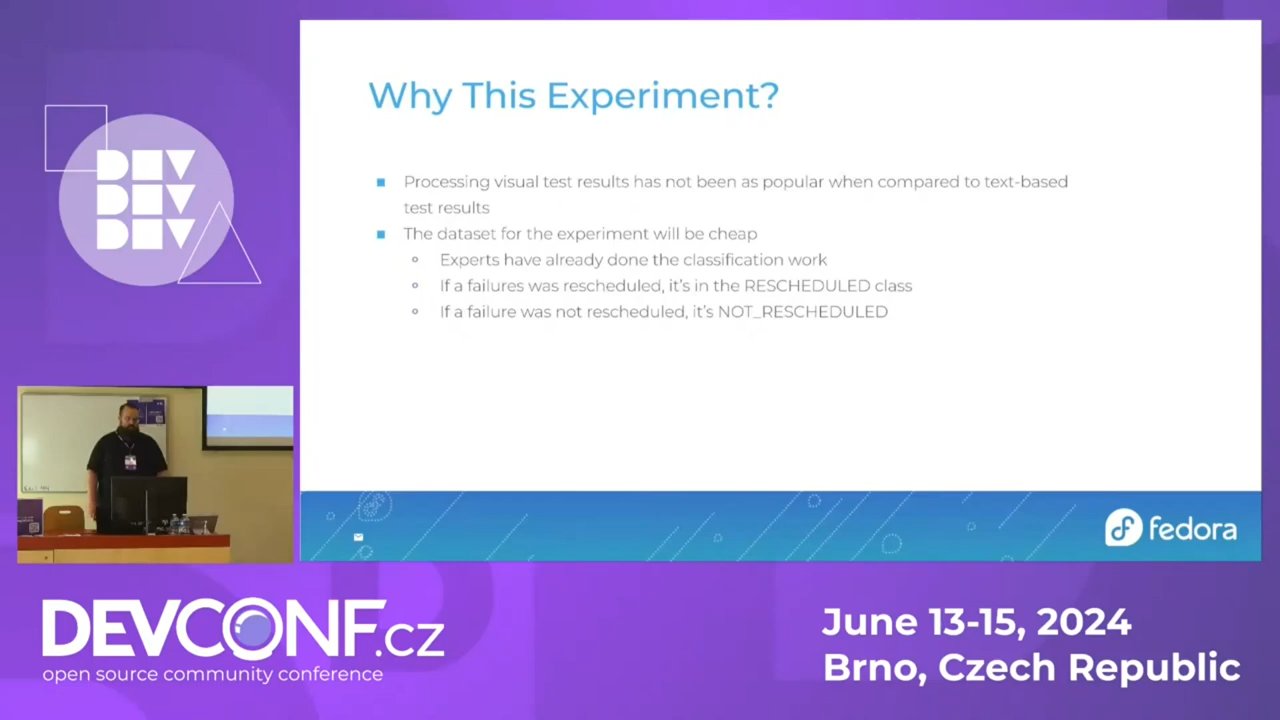 DEV
DEV
DEV
Why This Experiment?
Processing visual test results has not been as popular when compared to text-based
test results
The dataset for the experiment will be cheap
Experts have already done the classification work
If a failures was rescheduled, it's in the RESCHEDULED class
If a failure was not rescheduled, it's NOT_RESCHEDULED
fedora
DEVCONF.cz
open source community conference
June 13-15, 2024
Brno, Czech Republic